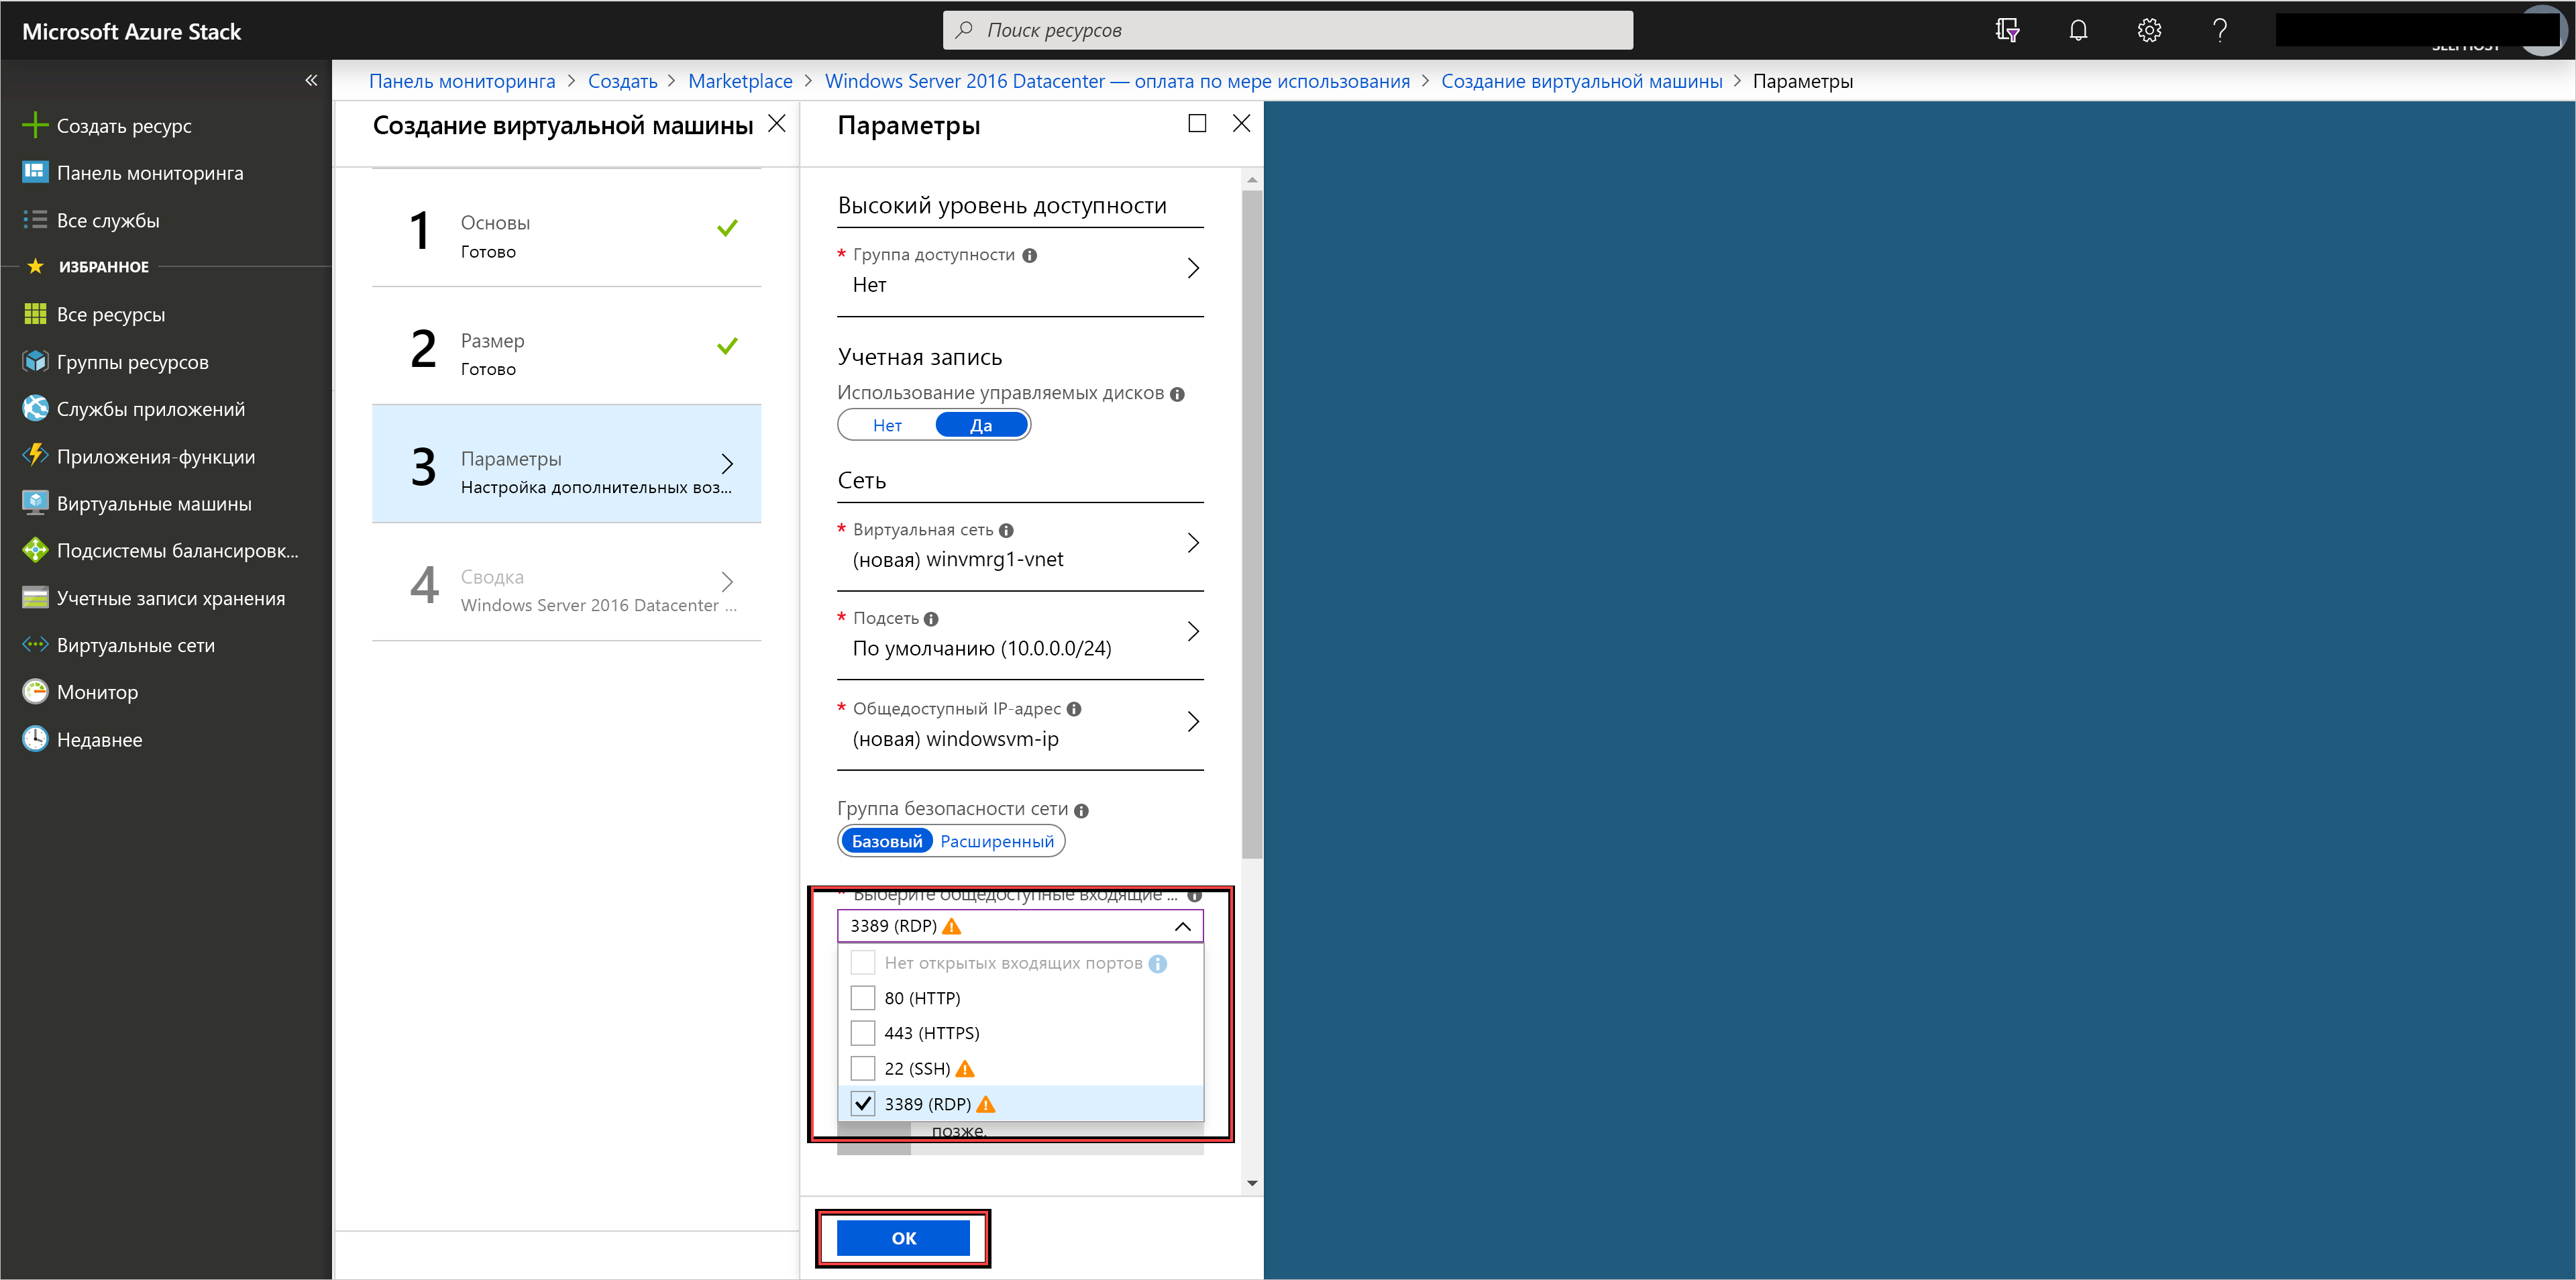 Microsoft Azure Stack
Поиск ресурсов
Панель мониторинга > Создать > Marketplace > Windows Server 2016 Datacenter — оплата по мере использования > Создание виртуальной машины > Параметры
Создать ресурс
Панель мониторинга
Все службы
ИЗБРАННОЕ
Все ресурсы
Группы ресурсов
Службы приложений
Приложения-функции
Виртуальные машины
Подсистемы балансировк...
Учетные записи хранения
Виртуальные сети
Монитор
Недавнее
Создание виртуальной машины
1
Основы
Готово
2
Размер
Готово
3
Параметры
Настройка дополнительных воз...
4
Сводка
Windows Server 2016 Datacenter ...
Параметры
Высокий уровень доступности
* Группа доступности
Нет
Учетная запись
Использование управляемых дисков
Нет Да
Сеть
* Виртуальная сеть
(новая) winvmrg1-vnet
* Подсеть
По умолчанию (10.0.0.0/24)
* Общедоступный IP-адрес
(новая) windowsvm-ip
Группа безопасности сети
Базовый Расширенный
* Выберите общедоступные входящие ...
3389 (RDP)
Нет открытых входящих портов
80 (HTTP)
443 (HTTPS)
22 (SSH)
3389 (RDP)
позже.
OK